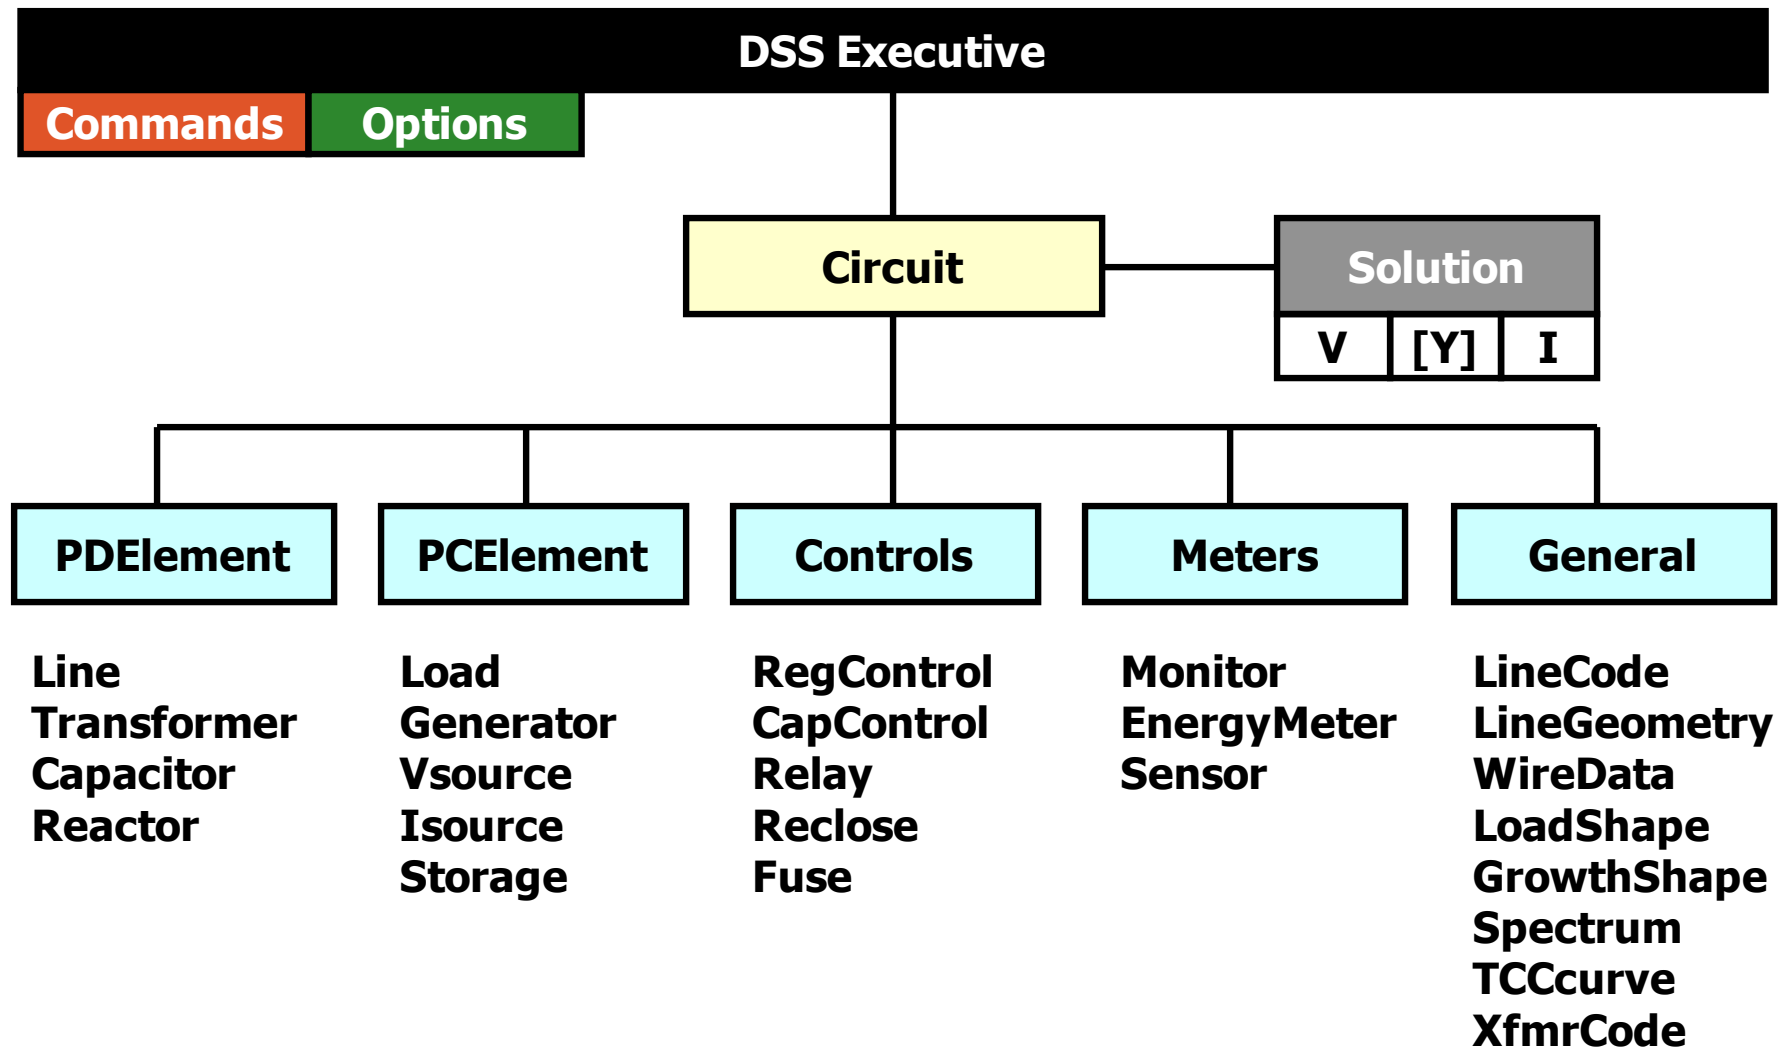 DSS Executive
Commands Options
Circuit
Solution
V [Y] I
PDElement
PCElement
Controls
Meters
General
Line
Transformer
Capacitor
Reactor
Load
Generator
Vsource
Isource
Storage
RegControl
CapControl
Relay
Reclose
Fuse
Monitor
EnergyMeter
Sensor
LineCode
LineGeometry
WireData
LoadShape
GrowthShape
Spectrum
TCCcurve
XfmrCode